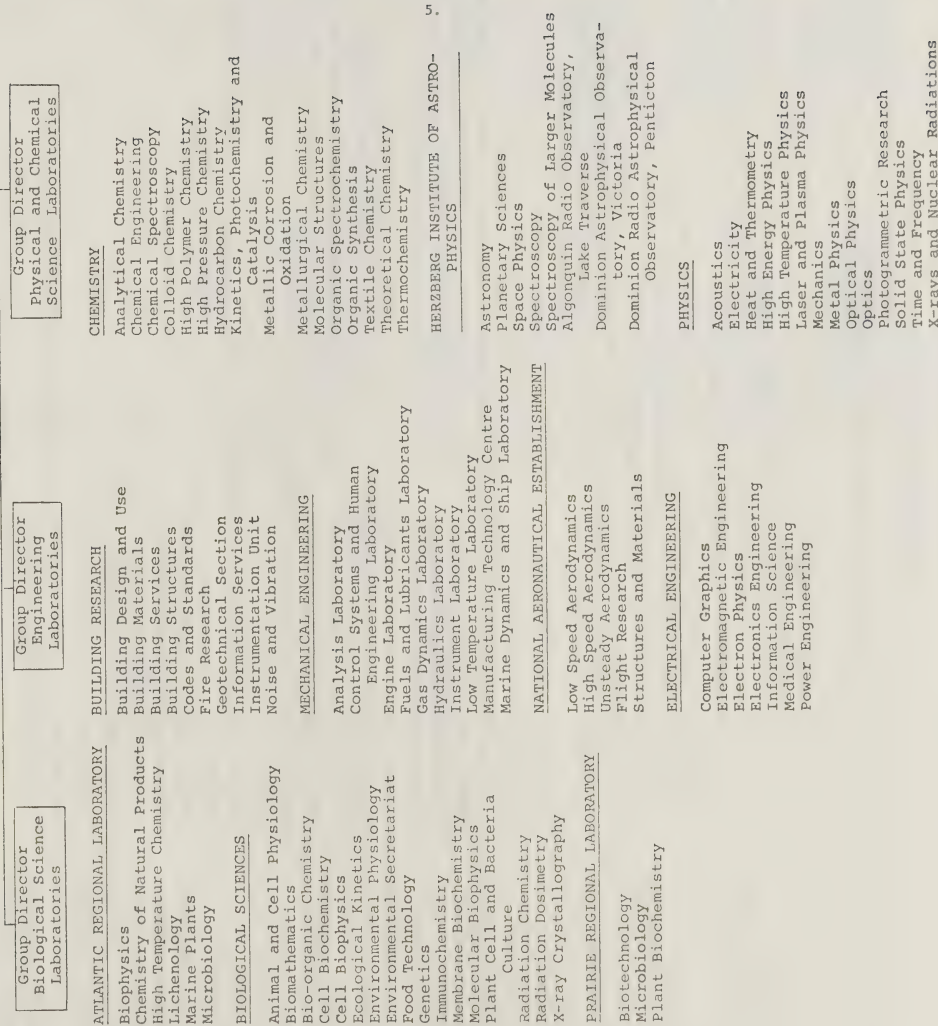 5.
Group Director
Biological Science
Laboratories
ATLANTIC REGIONAL LABORATORY
Biophysics
Chemistry of Natural Products
High Temperature Chemistry
Lichenology
Marine Plants
Microbiology
BIOLOGICAL SCIENCES
Animal and Cell Physiology
Biomathematics
Bio-organic Chemistry
Cell Biochemistry
Cell Biophysics
Ecological Kinetics
Environmental Physiology
Environmental Secretariat
Food Technology
Genetics
Immunochemistry
Membrane Biochemistry
Molecular Biophysics
Plant Cell and Bacteria
Culture
Radiation Chemistry
Radiation Dosimetry
X-ray Crystallography
PRAIRIE REGIONAL LABORATORY
Biotechnology
Microbiology
Plant Biochemistry
Group Director
Engineering
Laboratories
BUILDING RESEARCH
Building Design and Use
Building Materials
Building Services
Building Structures
Codes and Standards
Fire Research
Geotechnical Section
Information Services
Instrumentation Unit
Noise and Vibration
MECHANICAL ENGINEERING
Analysis Laboratory
Control Systems and Human
Engineering Laboratory
Engine Laboratory
Fuels and Lubricants Laboratory
Gas Dynamics Laboratory
Hydraulics Laboratory
Instrument Laboratory
Low Temperature Laboratory
Manufacturing Technology Centre
Marine Dynamics and Ship Laboratory
NATIONAL AERONAUTICAL ESTABLISHMENT
Low Speed Aerodynamics
High Speed Aerodynamics
Unsteady Aerodynamics
Flight Research
Structures and Materials
ELECTRICAL ENGINEERING
Computer Graphics
Electromagnetic Engineering
Electron Physics
Electronics Engineering
Information Science
Medical Engineering
Power Engineering
Group Director
Physical and Chemical
Science Laboratories
CHEMISTRY
Analytical Chemistry
Chemical Engineering
Chemical Spectroscopy
Colloid Chemistry
High Polymer Chemistry
High Pressure Chemistry
Hydrocarbon Chemistry
Kinetics, Photochemistry and
Catalysis
Metallic Corrosion and
Oxidation
Metallurgical Chemistry
Molecular Structures
Organic Spectrochemistry
Organic Synthesis
Textile Chemistry
Theoretical Chemistry
Thermochemistry
HERZBERG INSTITUTE OF ASTRO-
PHYSICS
Astronomy
Planetary Sciences
Space Physics
Spectroscopy
Spectroscopy of Larger Molecules
Algonquin Radio Observatory,
Lake Traverse
Dominion Astrophysical Observa-
tory, Victoria
Dominion Radio Astrophysical
Observatory, Penticton
PHYSICS
Acoustics
Electricity
Heat and Thermometry
High Energy Physics
High Temperature Physics
Laser and Plasma Physics
Mechanics
Metal Physics
Optical Physics
Optics
Photogrammetric Research
Solid State Physics
Time and Frequency
X-rays and Nuclear Radiations